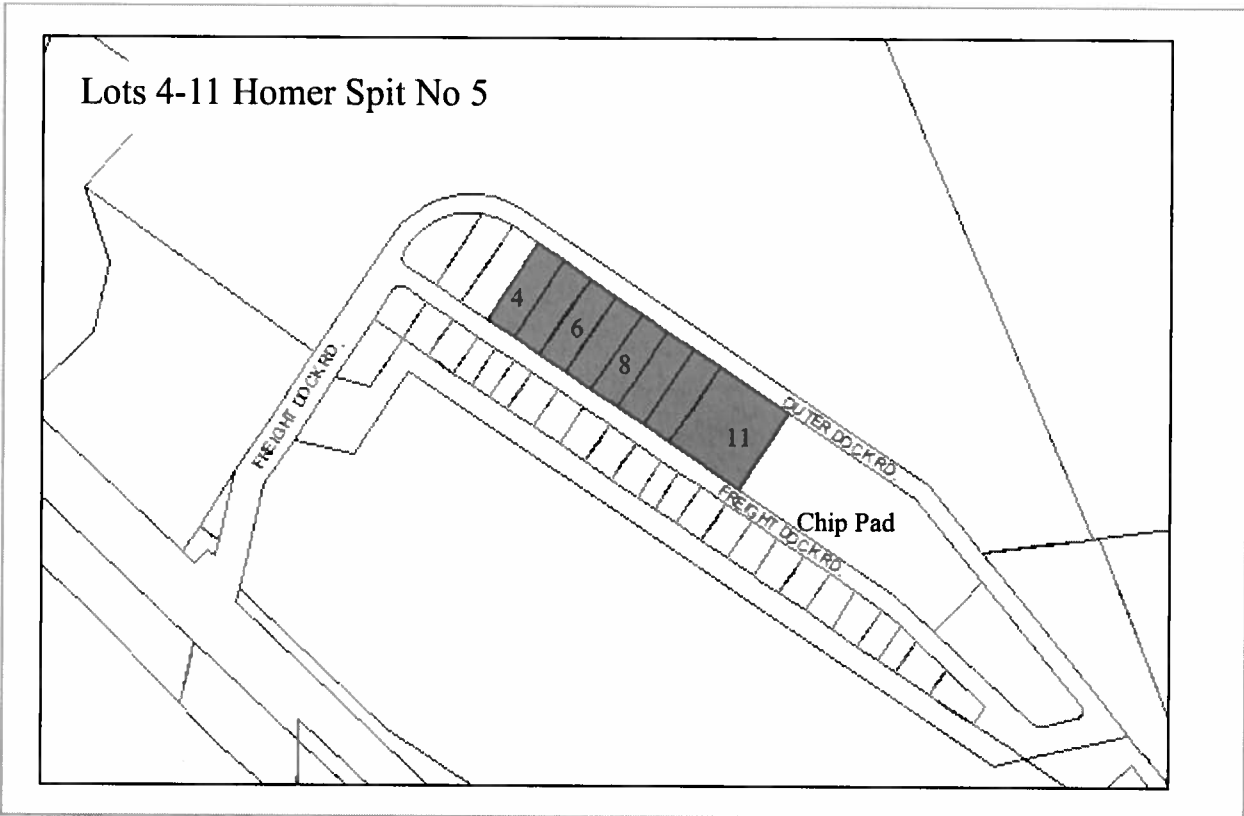 Lots 4-11 Homer Spit No 5
4
6
8
11
FREIGHT DOCK RD.
OUTER DOCK RD.
FREIGHT DOCK RD.
Chip Pad